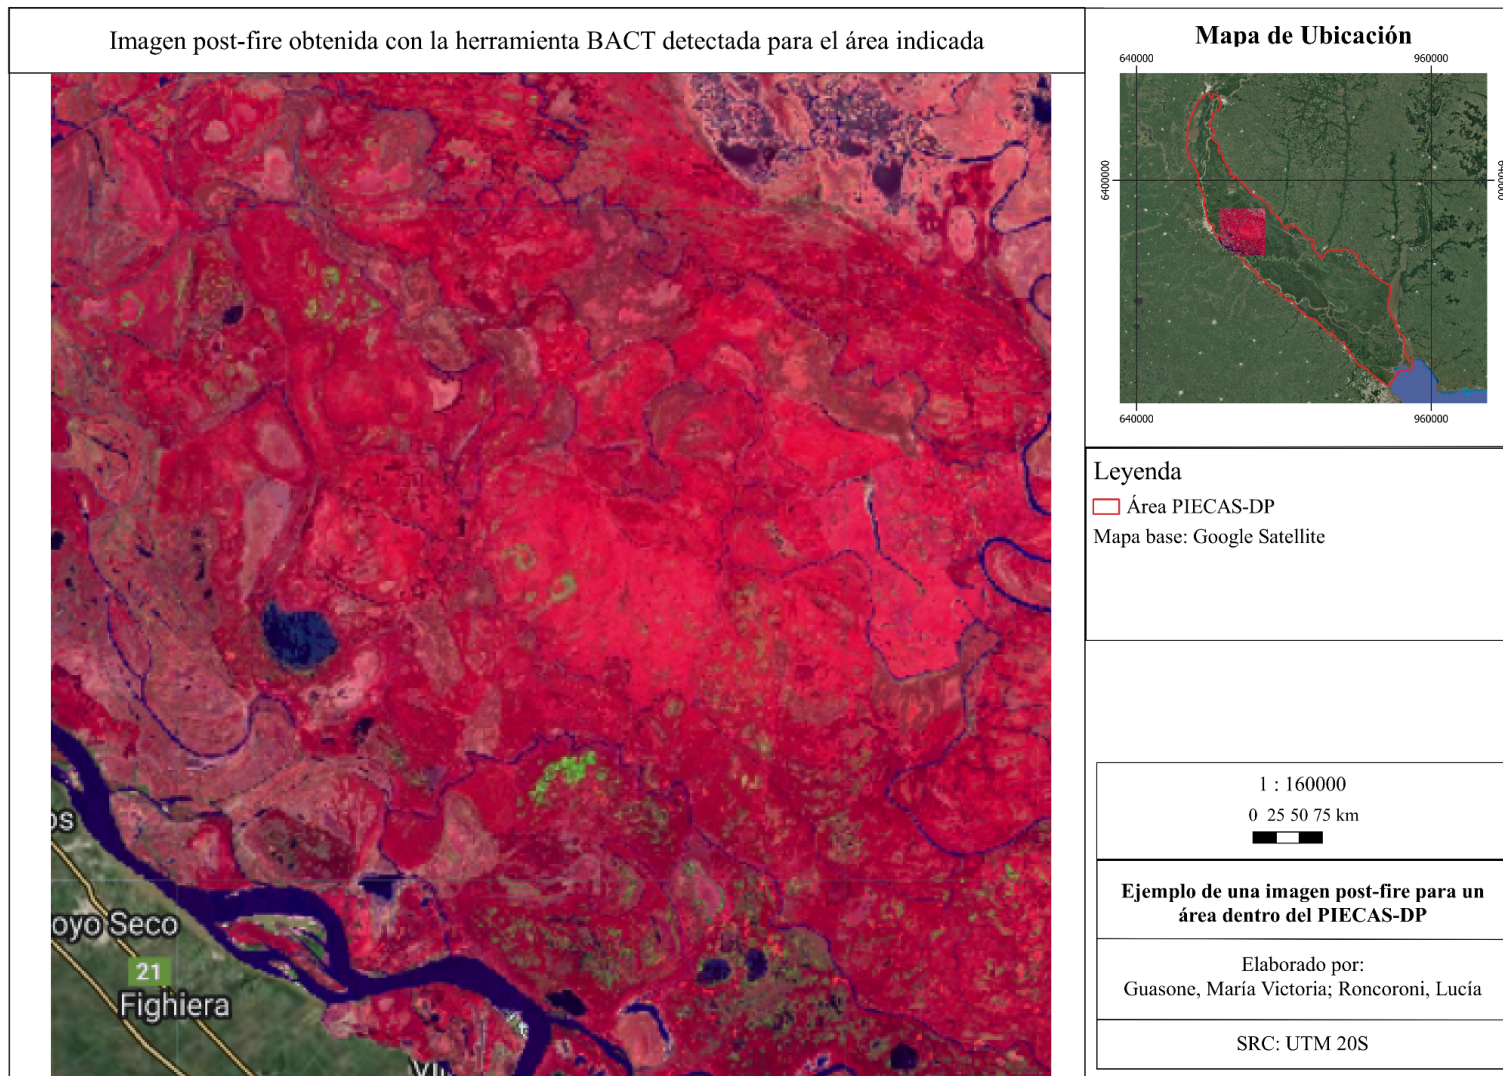 Imagen post-fire obtenida con la herramienta BACT detectada para el área indicada
Mapa de Ubicación
640000
960000
6400000
6400000
640000
960000
Leyenda
Área PIECAS-DP
Mapa base: Google Satellite
1 : 160000
0 25 50 75 km
Ejemplo de una imagen post-fire para un
área dentro del PIECAS-DP
Elaborado por:
Guasone, María Victoria; Roncoroni, Lucía
SRC: UTM 20S
os
oyo Seco
21
Fighiera